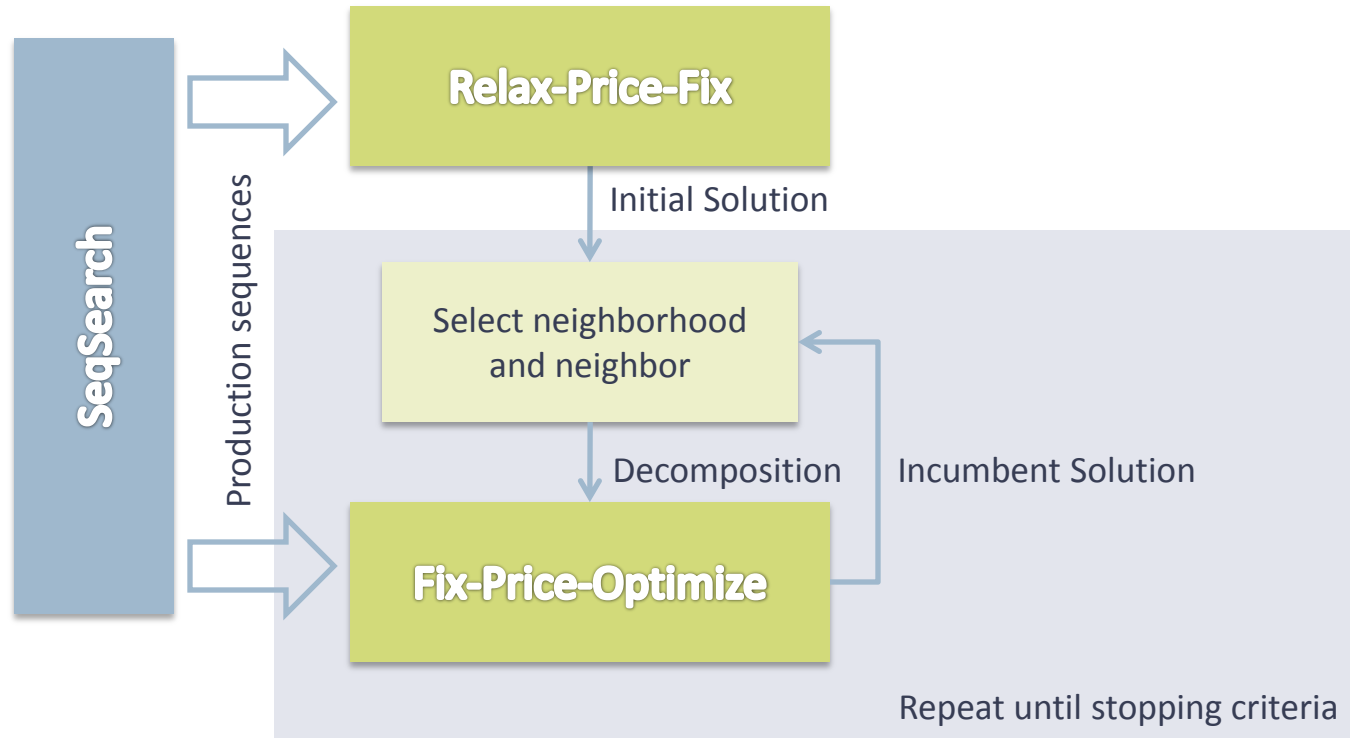 SeqSearch
Production sequences
Relax-Price-Fix
Initial Solution
Select neighborhood
and neighbor
Decomposition
Incumbent Solution
Fix-Price-Optimize
Repeat until stopping criteria